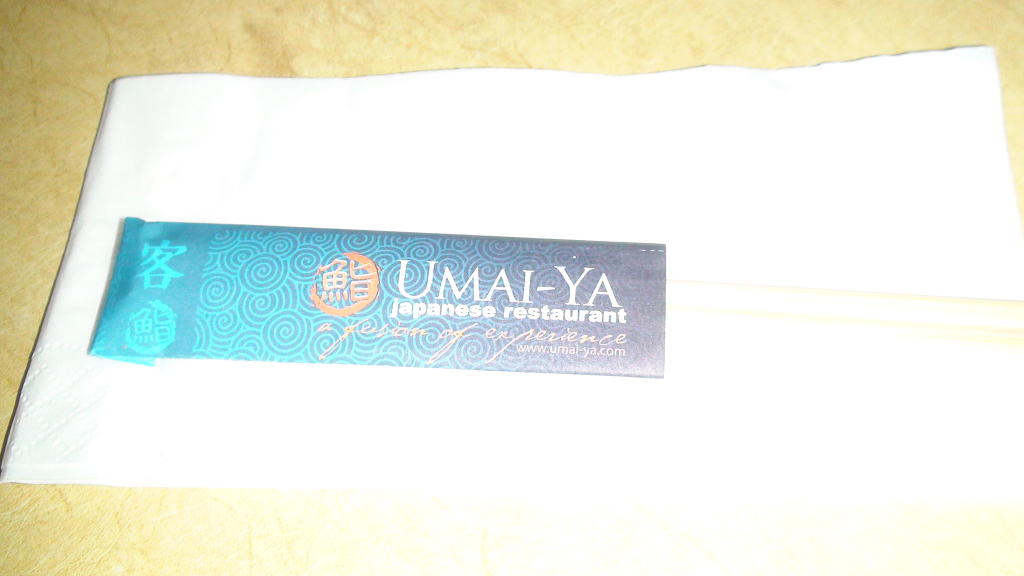 客
鮨
鮨
UMAI-YA
japanese restaurant
a fusion of experience
www.umai-ya.com